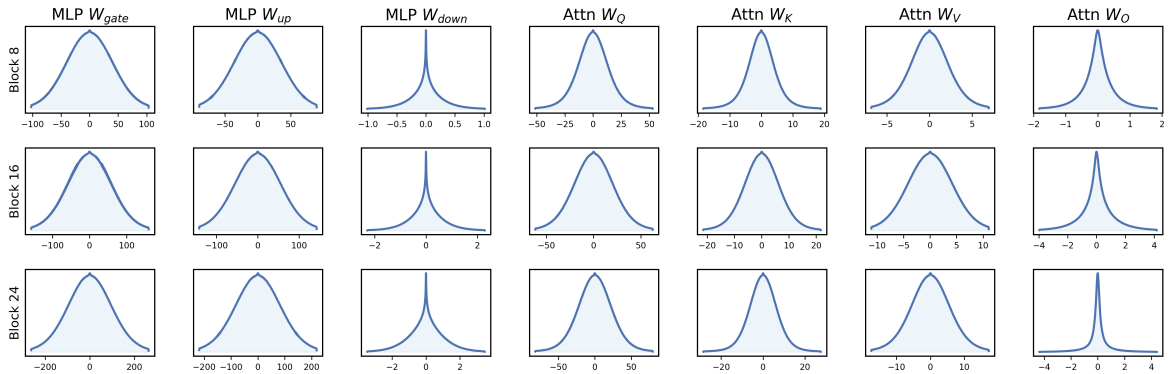 MLP W_gate MLP W_up MLP W_down Attn W_Q Attn W_K Attn W_V Attn W_O
Block 8
−100 −50 0 50 100 −50 0 50 −1.0 −0.5 0.0 0.5 1.0 −50 −25 0 25 50 −20 −10 0 10 20 −5 0 5 −2 −1 0 1 2
Block 16
−100 0 100 −100 0 100 −2 0 2 −50 0 50 −20 −10 0 10 20 −10 −5 0 5 10 −4 −2 0 2 4
Block 24
−200 0 200 −200 −100 0 100 200 −2 0 2 −50 0 50 −20 0 20 −10 0 10 −4 −2 0 2 4